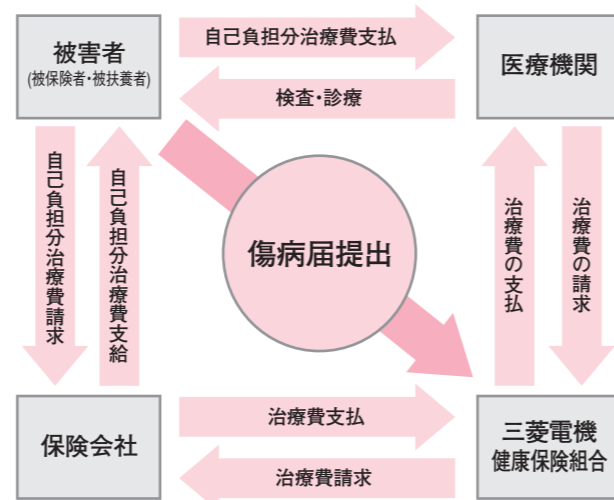 被害者
(被保険者・被扶養者)
自己負担分治療費支払
医療機関
検査・診療
自己負担分治療費請求
自己負担分治療費支給
傷病届提出
治療費の支払
治療費の請求
保険会社
治療費支払
治療費請求
三菱電機
健康保険組合